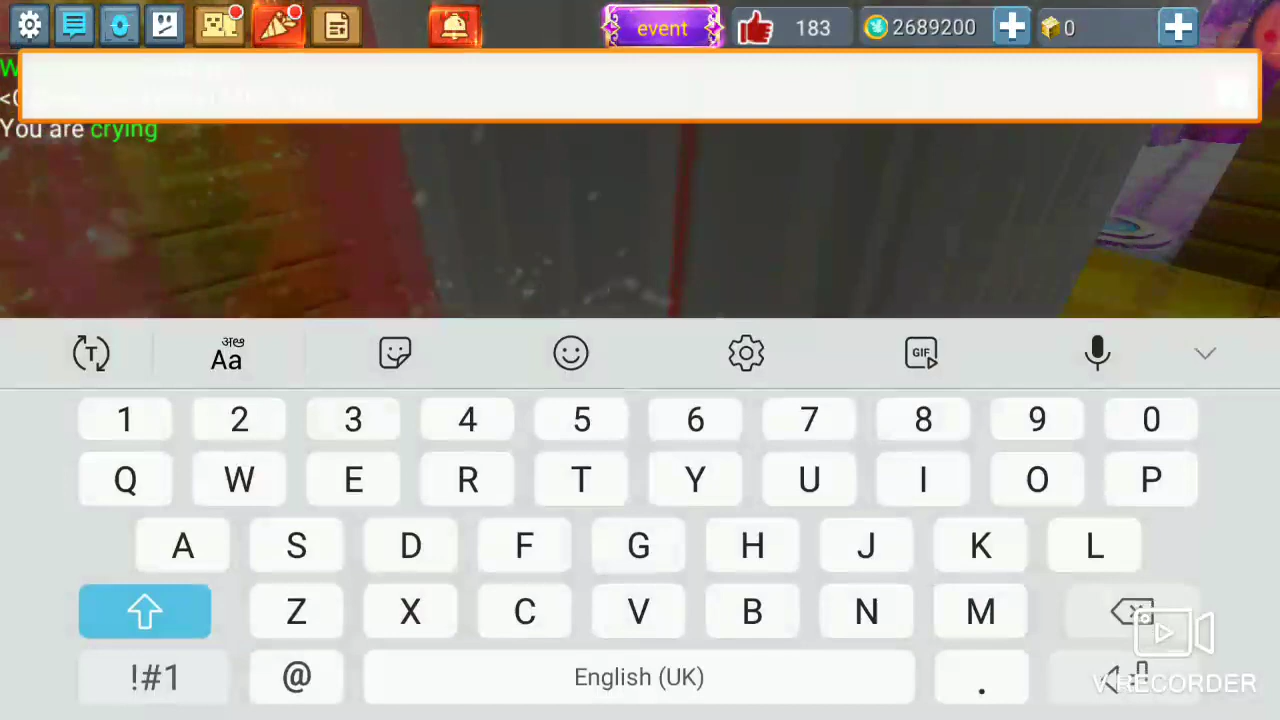 event 183 2689200 0
You are crying
अख
T Aa GIF
1 2 3 4 5 6 7 8 9 0
Q W E R T Y U I O P
A S D F G H J K L
Z X C V B N M
!#1 @ English (UK) .
V RECORDER